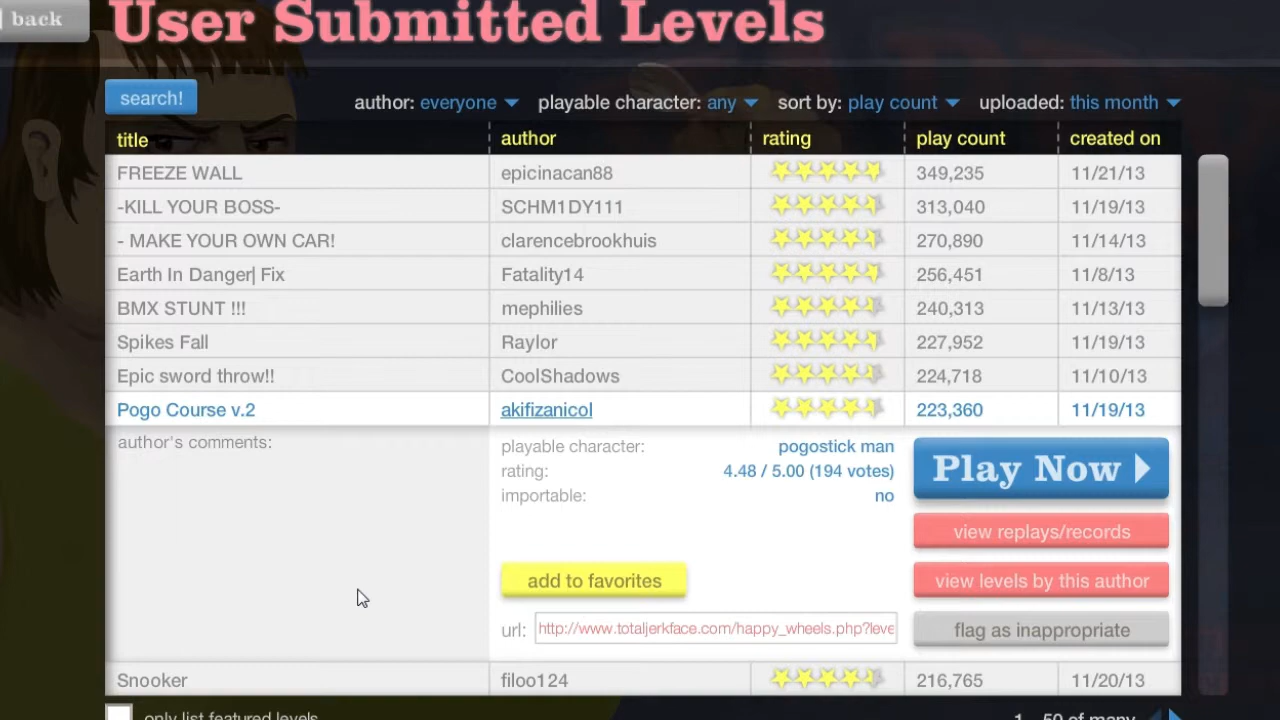 back
User Submitted Levels
search!
author: everyone playable character: any sort by: play count uploaded: this month
title author rating play count created on
FREEZE WALL epicinacan88 349,235 11/21/13
-KILL YOUR BOSS- SCHM1DY111 313,040 11/19/13
- MAKE YOUR OWN CAR! clarencebrookhuis 270,890 11/14/13
Earth In Danger| Fix Fatality14 256,451 11/8/13
BMX STUNT !!! mephilies 240,313 11/13/13
Spikes Fall Raylor 227,952 11/19/13
Epic sword throw!! CoolShadows 224,718 11/10/13
Pogo Course v.2 akifizanicol 223,360 11/19/13
author's comments:
playable character: pogostick man
rating: 4.48 / 5.00 (194 votes)
importable: no
Play Now
view replays/records
add to favorites
view levels by this author
url: http://www.totaljerkface.com/happy_wheels.php?leve
flag as inappropriate
Snooker filoo124 216,765 11/20/13
only list featured levels
1 - 50 of many